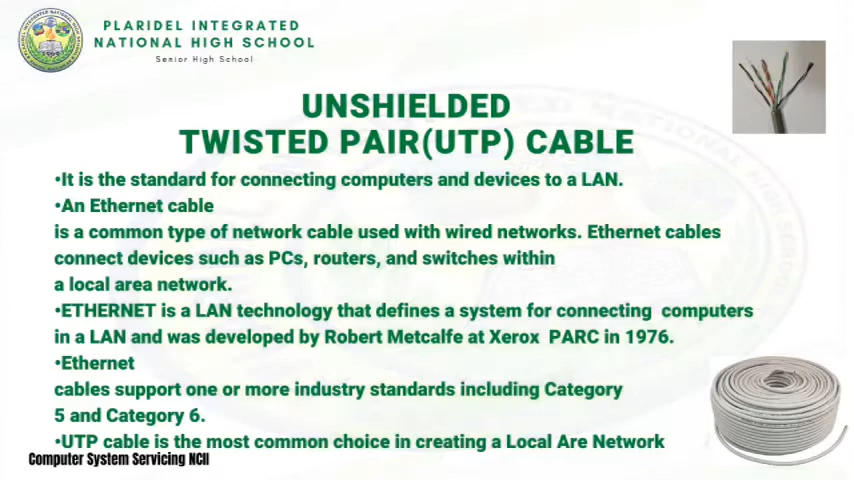 PLARIDEL INTEGRATED
NATIONAL HIGH SCHOOL
Senior High School
UNSHIELDED
TWISTED PAIR(UTP) CABLE
•It is the standard for connecting computers and devices to a LAN.
•An Ethernet cable
is a common type of network cable used with wired networks. Ethernet cables
connect devices such as PCs, routers, and switches within
a local area network.
•ETHERNET is a LAN technology that defines a system for connecting computers
in a LAN and was developed by Robert Metcalfe at Xerox PARC in 1976.
•Ethernet
cables support one or more industry standards including Category
5 and Category 6.
•UTP cable is the most common choice in creating a Local Are Network
Computer System Servicing NCII